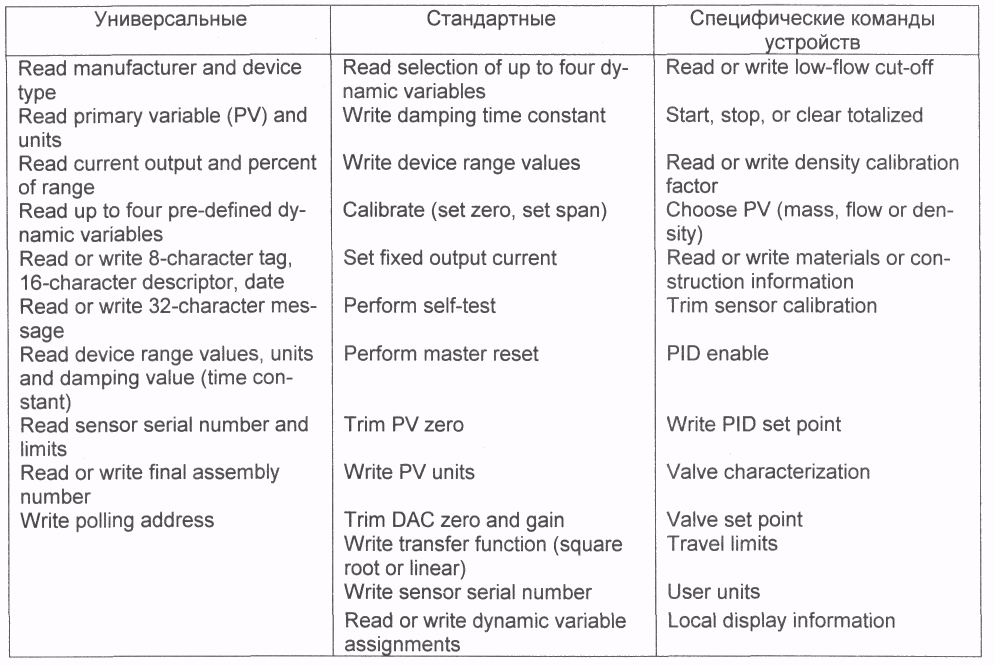 Универсальные
Стандартные
Специфические команды
устройств
Read manufacturer and device
type
Read primary variable (PV) and
units
Read current output and percent
of range
Read up to four pre-defined dy-
namic variables
Read or write 8-character tag,
16-character descriptor, date
Read or write 32-character mes-
sage
Read device range values, units
and damping value (time con-
stant)
Read sensor serial number and
limits
Read or write final assembly
number
Write polling address
Read selection of up to four dy-
namic variables
Write damping time constant
Write device range values
Calibrate (set zero, set span)
Set fixed output current
Perform self-test
Perform master reset
Trim PV zero
Write PV units
Trim DAC zero and gain
Write transfer function (square
root or linear)
Write sensor serial number
Read or write dynamic variable
assignments
Read or write low-flow cut-off
Start, stop, or clear totalized
Read or write density calibration
factor
Choose PV (mass, flow or den-
sity)
Read or write materials or con-
struction information
Trim sensor calibration
PID enable
Write PID set point
Valve characterization
Valve set point
Travel limits
User units
Local display information